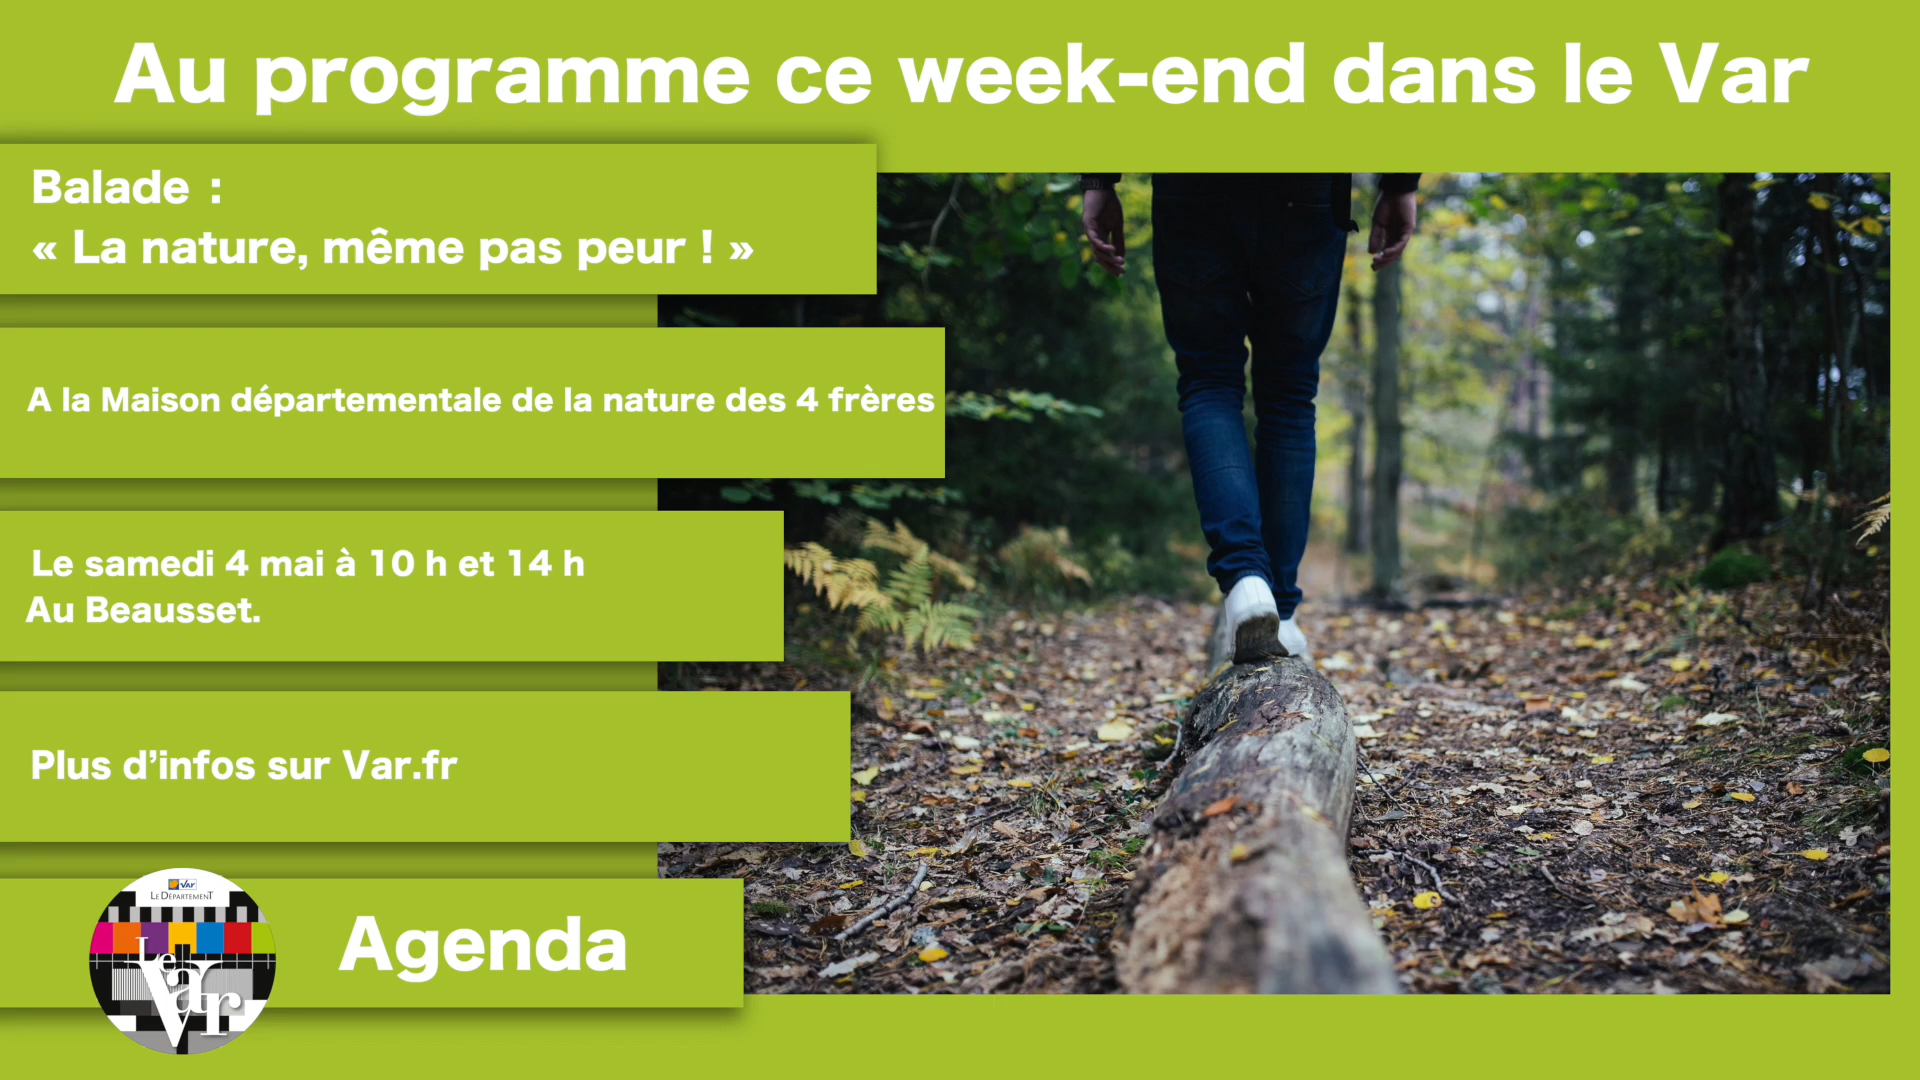 Au programme ce week-end dans le Var
Balade :
« La nature, même pas peur ! »
A la Maison départementale de la nature des 4 frères
Le samedi 4 mai à 10 h et 14 h
Au Beausset.
Plus d’infos sur Var.fr
Agenda
VAR
LE DÉPARTEMENT
Le Var